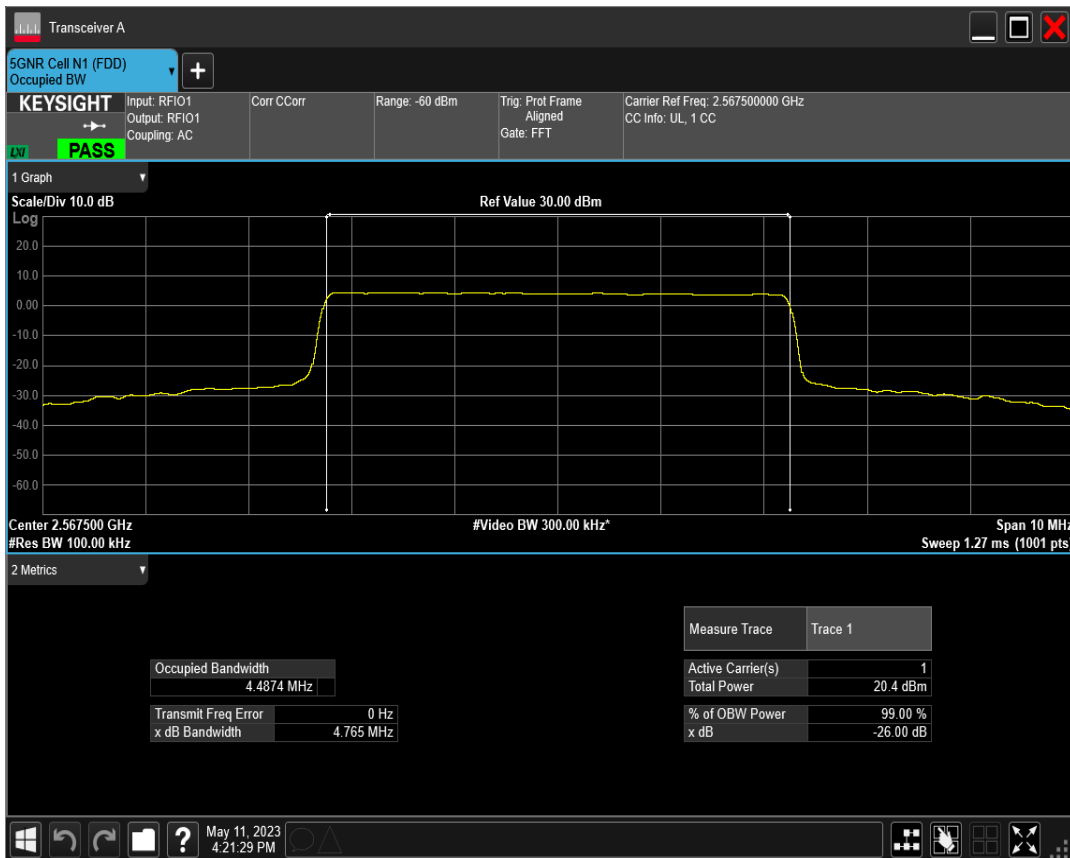 Transceiver A
5GNR Cell N1 (FDD)
Occupied BW
KEYSIGHT
LXI
PASS
Input: RFIO1
Output: RFIO1
Coupling: AC
Corr CCorr
Range: -60 dBm
Trig: Prot Frame
Aligned
Gate: FFT
Carrier Ref Freq: 2.567500000 GHz
CC Info: UL, 1 CC
1 Graph
Scale/Div 10.0 dB
Ref Value 30.00 dBm
Log
20.0
10.0
0.00
-10.0
-20.0
-30.0
-40.0
-50.0
-60.0
Center 2.567500 GHz
#Video BW 300.00 kHz*
Span 10 MHz
#Res BW 100.00 kHz
Sweep 1.27 ms (1001 pts)
2 Metrics
Measure Trace Trace 1
Occupied Bandwidth
4.4874 MHz
Active Carrier(s) 1
Total Power 20.4 dBm
Transmit Freq Error 0 Hz
x dB Bandwidth 4.765 MHz
% of OBW Power 99.00 %
x dB -26.00 dB
?
May 11, 2023
4:21:29 PM